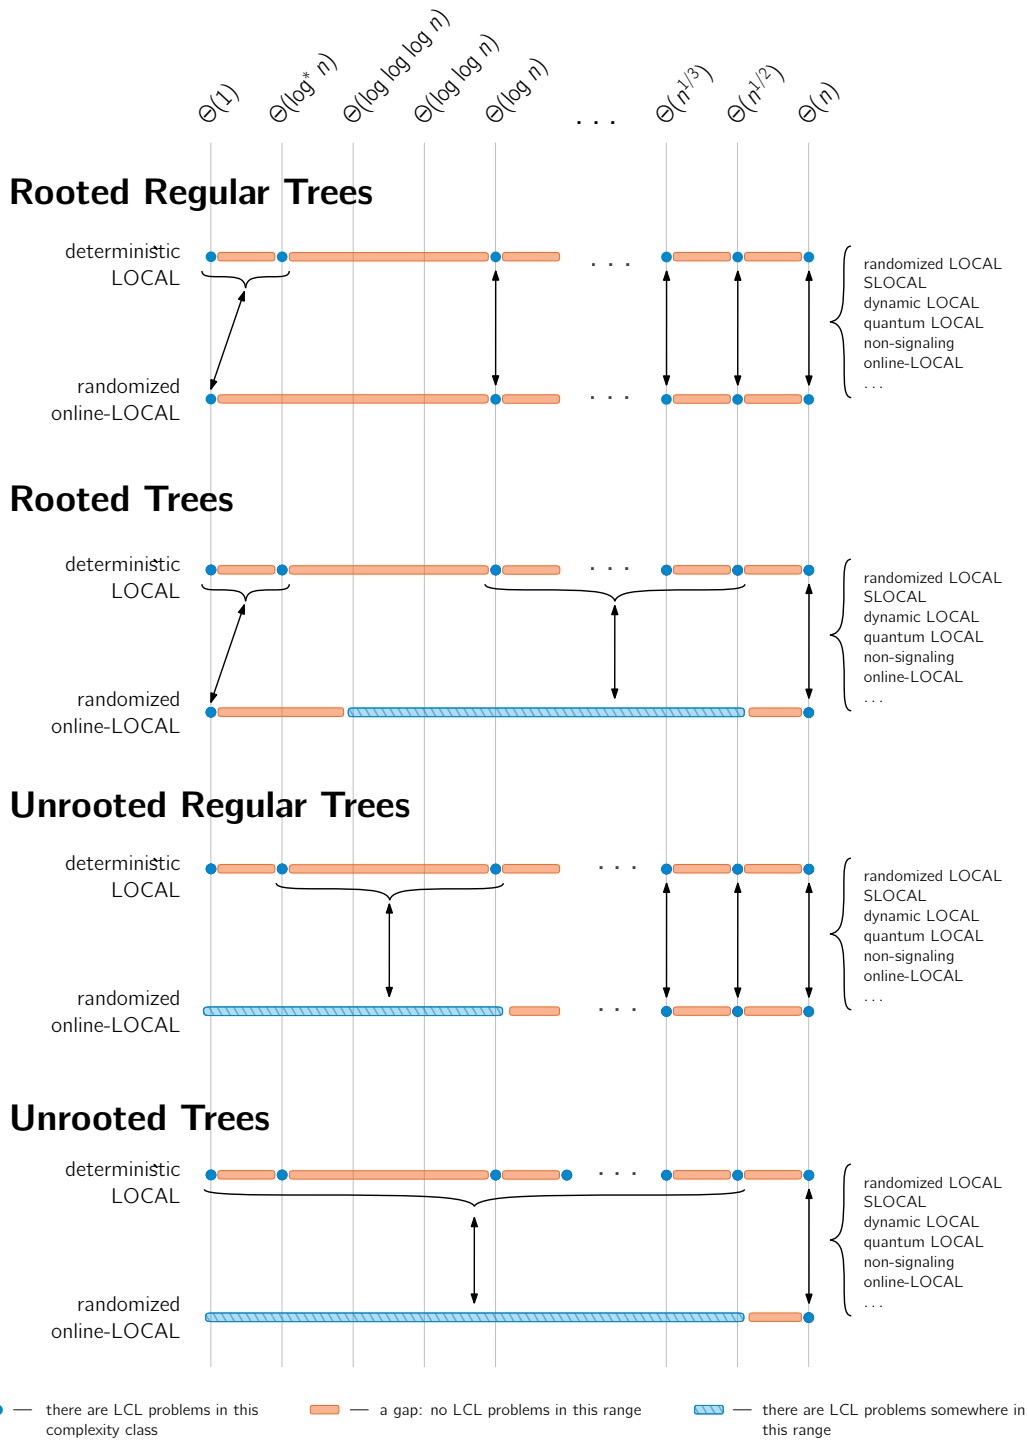 Θ(1) Θ(log* n) Θ(log log log n) Θ(log log n) Θ(log n) . . . Θ(n^{1/3}) Θ(n^{1/2}) Θ(n)
Rooted Regular Trees
deterministic
LOCAL
. . .
randomized
online-LOCAL
. . .
randomized LOCAL
SLOCAL
dynamic LOCAL
quantum LOCAL
non-signaling
online-LOCAL
. . .
Rooted Trees
deterministic
LOCAL
. . .
randomized
online-LOCAL
randomized LOCAL
SLOCAL
dynamic LOCAL
quantum LOCAL
non-signaling
online-LOCAL
. . .
Unrooted Regular Trees
deterministic
LOCAL
. . .
randomized
online-LOCAL
. . .
randomized LOCAL
SLOCAL
dynamic LOCAL
quantum LOCAL
non-signaling
online-LOCAL
. . .
Unrooted Trees
deterministic
LOCAL
. . .
randomized
online-LOCAL
randomized LOCAL
SLOCAL
dynamic LOCAL
quantum LOCAL
non-signaling
online-LOCAL
. . .
— there are LCL problems in this
complexity class
— a gap: no LCL problems in this range
— there are LCL problems somewhere in
this range